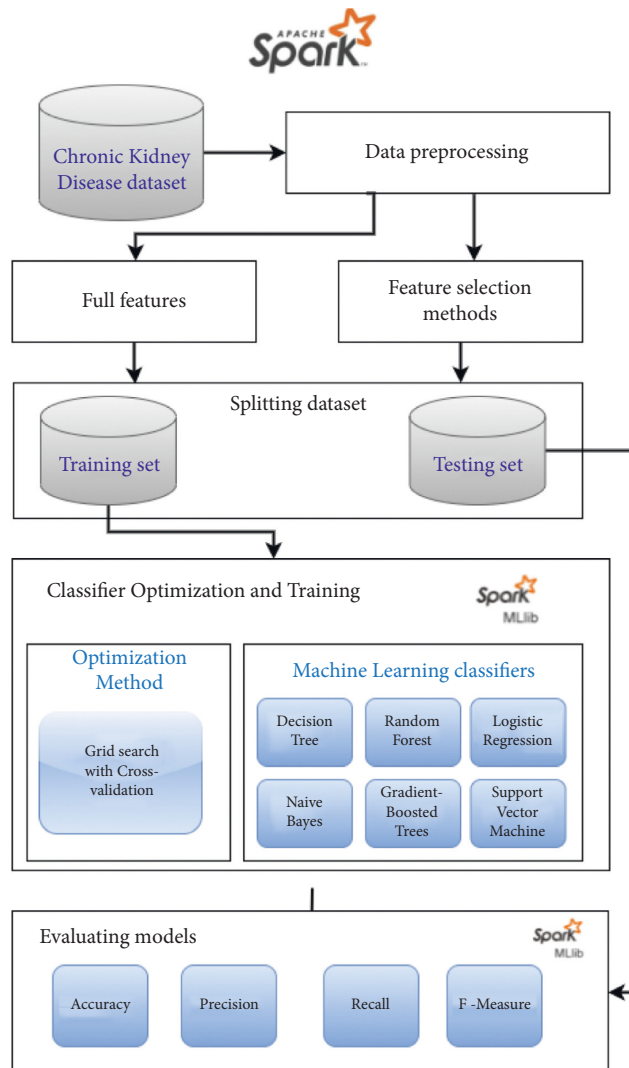 APACHE
Spark
Chronic Kidney
Disease dataset
Data preprocessing
Full features
Feature selection
methods
Splitting dataset
Training set
Testing set
Classifier Optimization and Training
Spark
MLlib
Optimization
Method
Grid search
with Cross-
validation
Machine Learning classifiers
Decision
Tree
Random
Forest
Logistic
Regression
Naive
Bayes
Gradient-
Boosted
Trees
Support
Vector
Machine
Evaluating models
Spark
MLlib
Accuracy
Precision
Recall
F -Measure